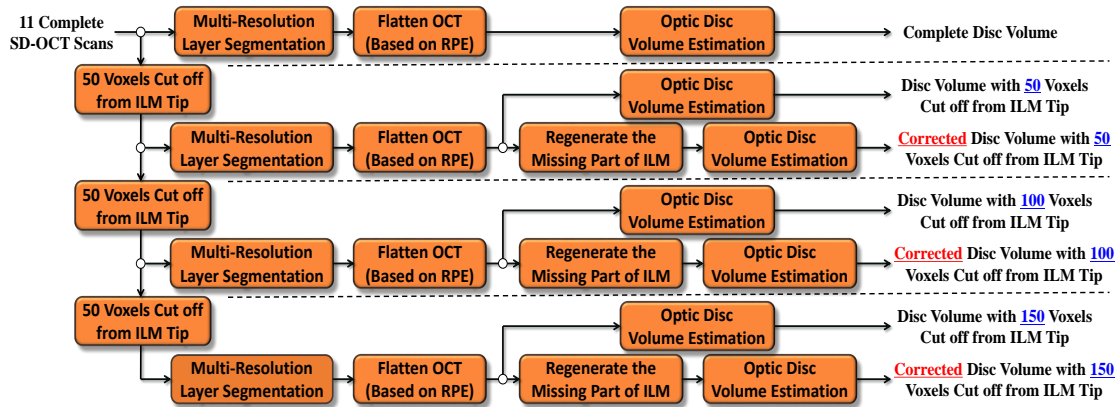 11 Complete
SD-OCT Scans
Multi-Resolution
Layer Segmentation
Flatten OCT
(Based on RPE)
Optic Disc
Volume Estimation
Complete Disc Volume
50 Voxels Cut off
from ILM Tip
Optic Disc
Volume Estimation
Disc Volume with 50 Voxels
Cut off from ILM Tip
Multi-Resolution
Layer Segmentation
Flatten OCT
(Based on RPE)
Regenerate the
Missing Part of ILM
Optic Disc
Volume Estimation
Corrected Disc Volume with 50
Voxels Cut off from ILM Tip
50 Voxels Cut off
from ILM Tip
Optic Disc
Volume Estimation
Disc Volume with 100 Voxels
Cut off from ILM Tip
Multi-Resolution
Layer Segmentation
Flatten OCT
(Based on RPE)
Regenerate the
Missing Part of ILM
Optic Disc
Volume Estimation
Corrected Disc Volume with 100
Voxels Cut off from ILM Tip
50 Voxels Cut off
from ILM Tip
Optic Disc
Volume Estimation
Disc Volume with 150 Voxels
Cut off from ILM Tip
Multi-Resolution
Layer Segmentation
Flatten OCT
(Based on RPE)
Regenerate the
Missing Part of ILM
Optic Disc
Volume Estimation
Corrected Disc Volume with 150
Voxels Cut off from ILM Tip